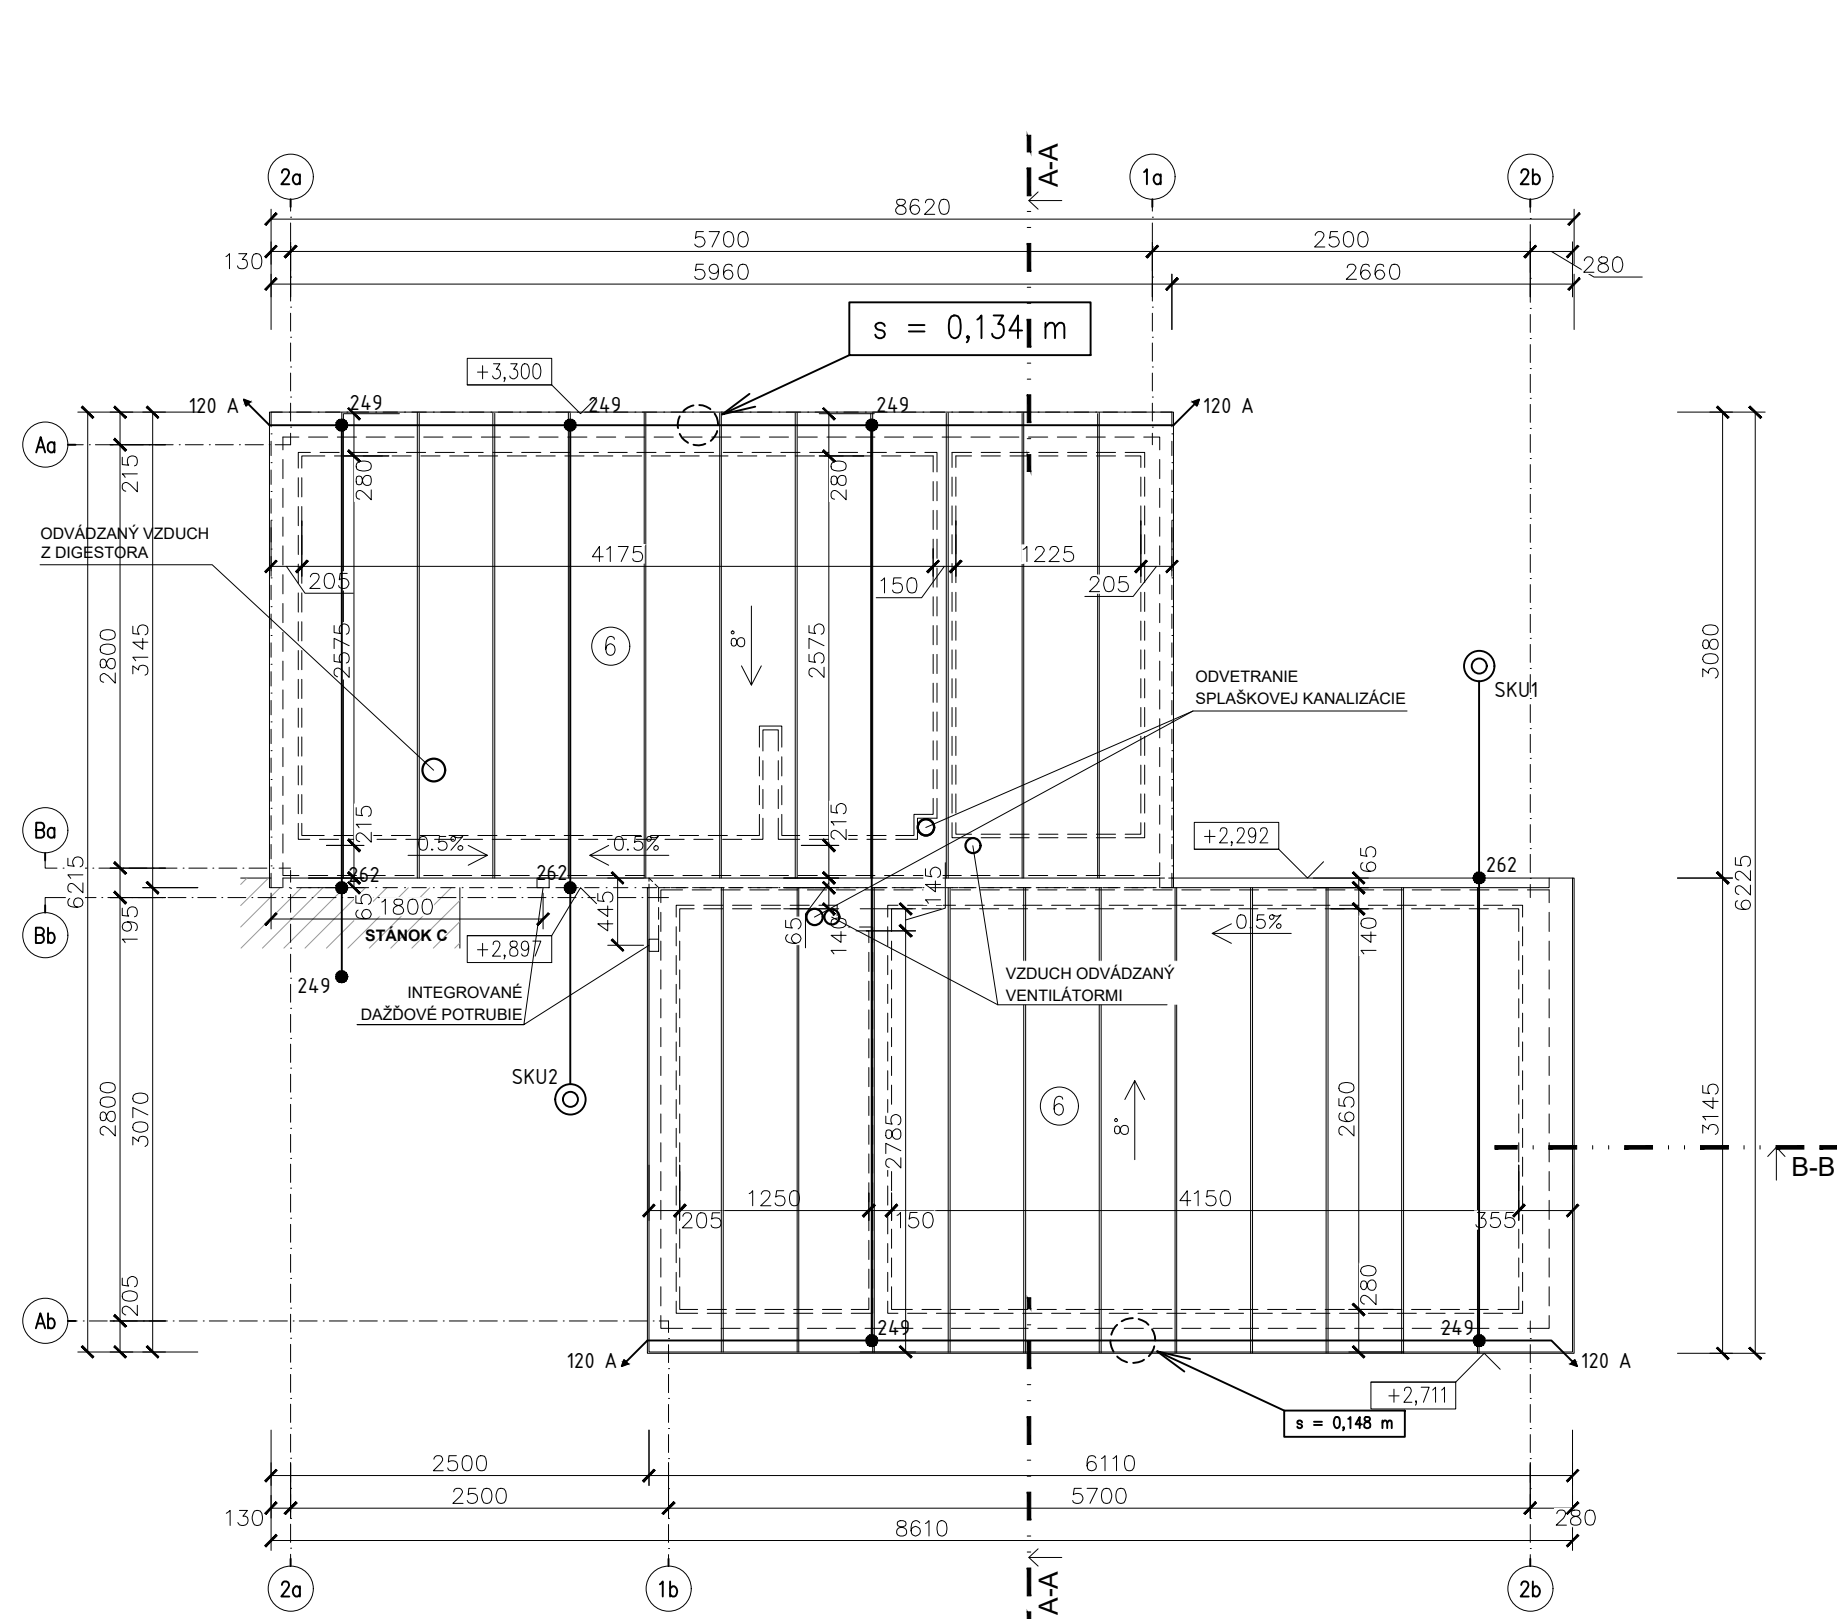 2a
1a
2b
A-A
8620
5700
2500
130
280
5960
2660
s = 0,134 m
+3,300
120 A
249
249
249
120 A
Aa
215
280
280
ODVÁDZANÝ VZDUCH
Z DIGESTORA
4175
1225
205
150
205
2800
3145
2575
6
8°
2575
3080
ODVETRANIE
SPLAŠKOVEJ KANALIZÁCIE
SKU1
Ba
215
215
+2,292
0.5%
0.5%
65
262
262
262
6215
6225
195
65
1800
445
65
140
145
0.5%
140
Bb
STÁNOK C
+2,897
249
INTEGROVANÉ
DAŽĎOVÉ POTRUBIE
VZDUCH ODVÁDZANÝ
VENTILÁTORMI
SKU2
2800
3070
6
8°
2785
2650
3145
B-B
1250
4150
205
150
355
205
280
Ab
249
249
120 A
120 A
+2,711
s = 0,148 m
2500
6110
2500
5700
130
280
8610
2a
1b
2b
A-A